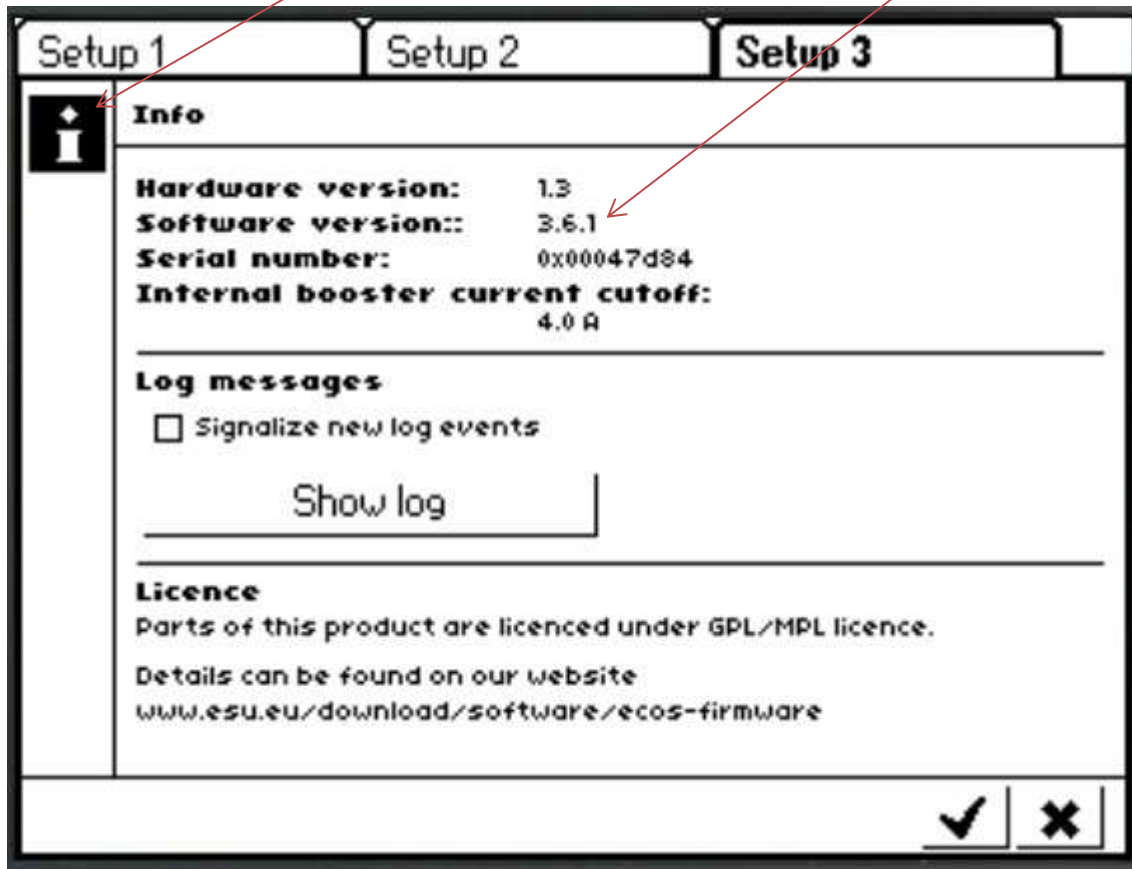 Setup 1 Setup 2 Setup 3
i Info
Hardware version: 1.3
Software version:: 3.6.1
Serial number: 0x00047d84
Internal booster current cutoff:
4.0 A
Log messages
Signalize new log events
Show log
Licence
Parts of this product are licenced under GPL/MPL licence.
Details can be found on our website
www.esu.eu/download/software/ecos-firmware